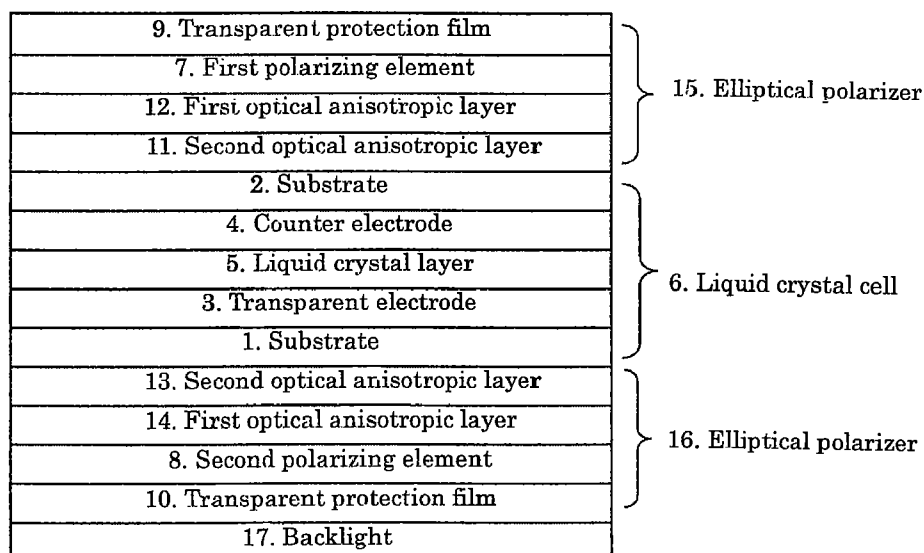 9. Transparent protection film
7. First polarizing element
12. First optical anisotropic layer
11. Second optical anisotropic layer
15. Elliptical polarizer
2. Substrate
4. Counter electrode
5. Liquid crystal layer
3. Transparent electrode
1. Substrate
6. Liquid crystal cell
13. Second optical anisotropic layer
14. First optical anisotropic layer
8. Second polarizing element
10. Transparent protection film
16. Elliptical polarizer
17. Backlight